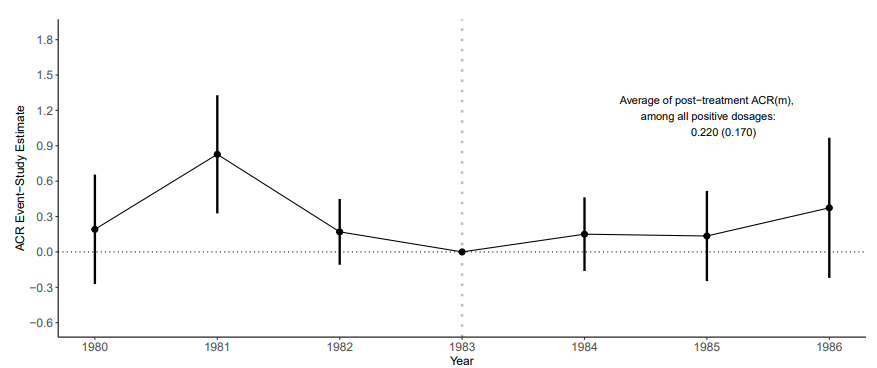 1.8
1.5
1.2
0.9
0.6
0.3
0.0
−0.3
−0.6
ACR Event−Study Estimate
Average of post−treatment ACR(m),
among all positive dosages:
0.220 (0.170)
1980 1981 1982 1983 1984 1985 1986
Year